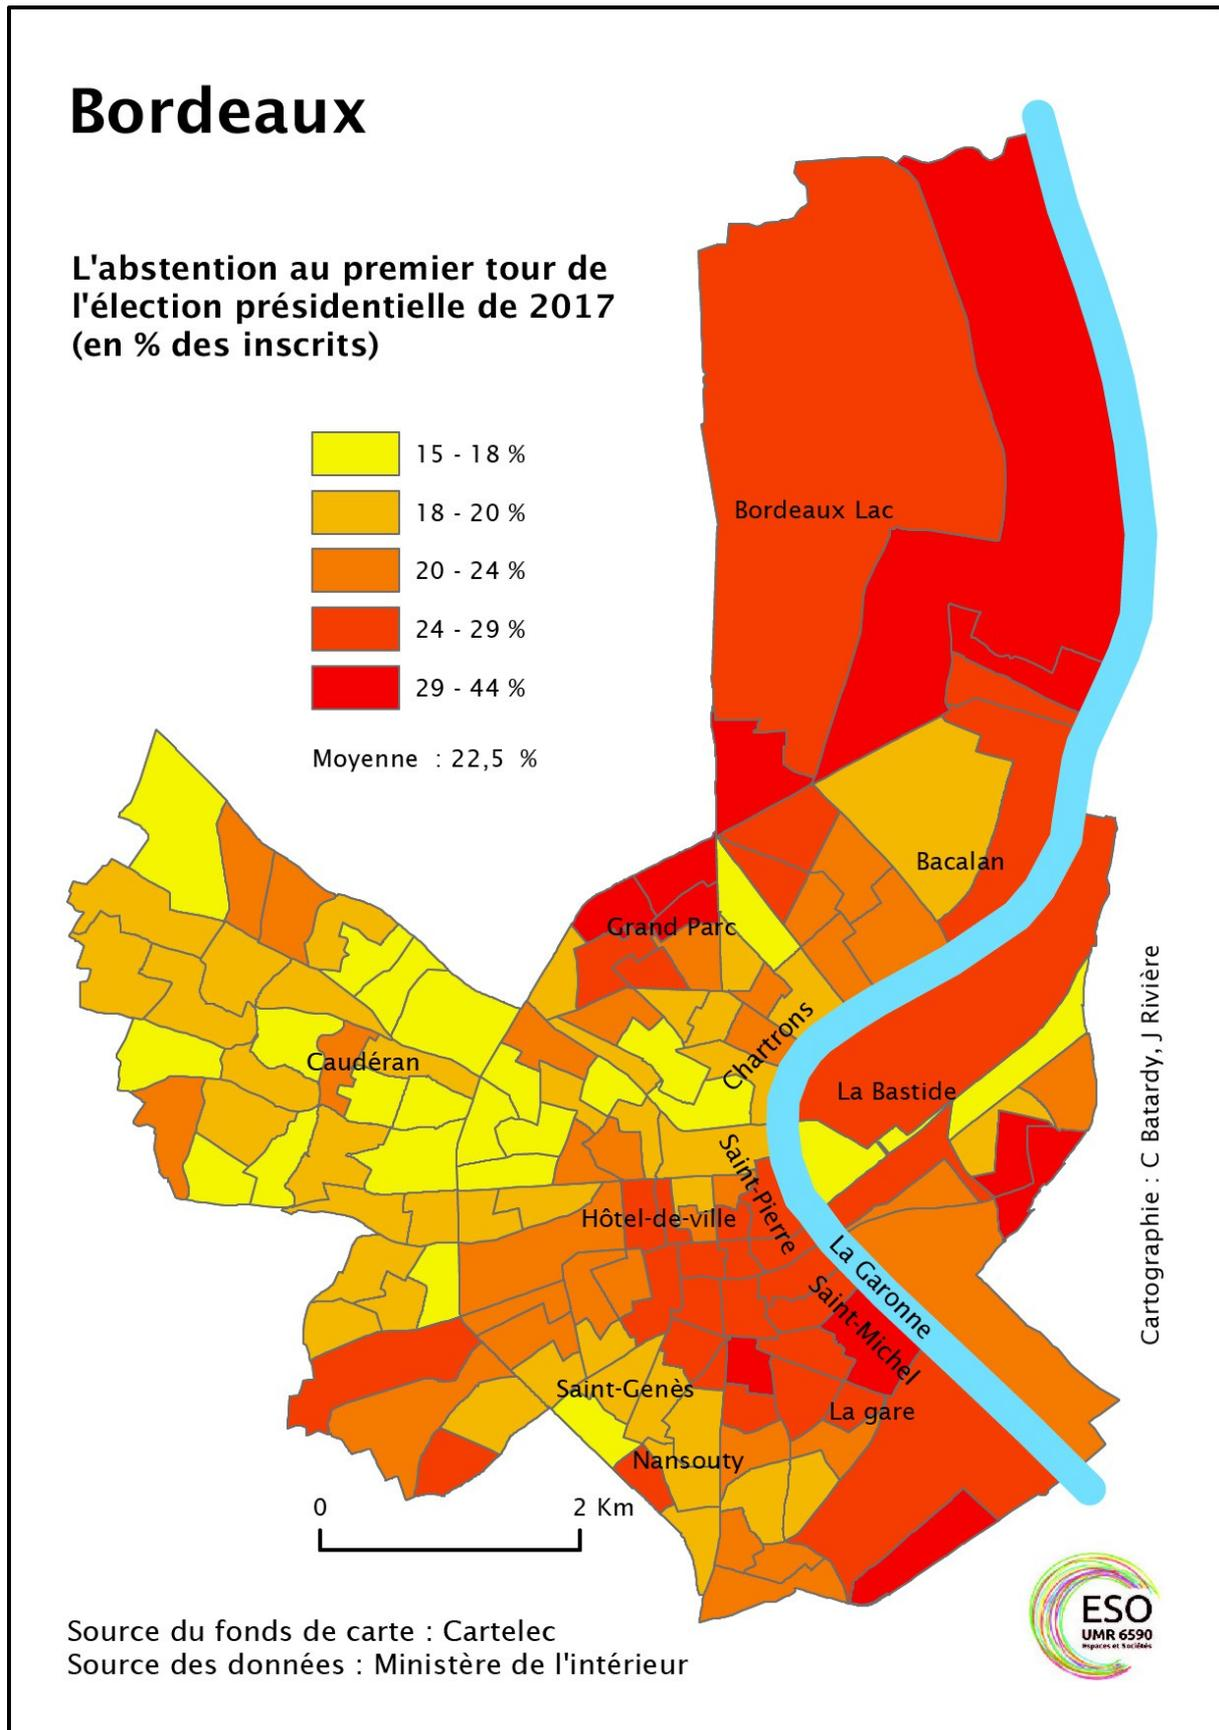 Bordeaux
L'abstention au premier tour de
l'élection présidentielle de 2017
(en % des inscrits)
15 - 18 %
18 - 20 %
20 - 24 %
24 - 29 %
29 - 44 %
Moyenne : 22,5 %
Bordeaux Lac
Bacalan
Grand Parc
Chartrons
Caudéran
La Bastide
Saint-Pierre
Hôtel-de-ville
La Garonne
Saint-Michel
Saint-Genès
La gare
Nansouty
0 2 Km
Cartographie : C Batardy, J Rivière
Source du fonds de carte : Cartelec
Source des données : Ministère de l'intérieur
ESO
UMR 6590
Espaces et Sociétés